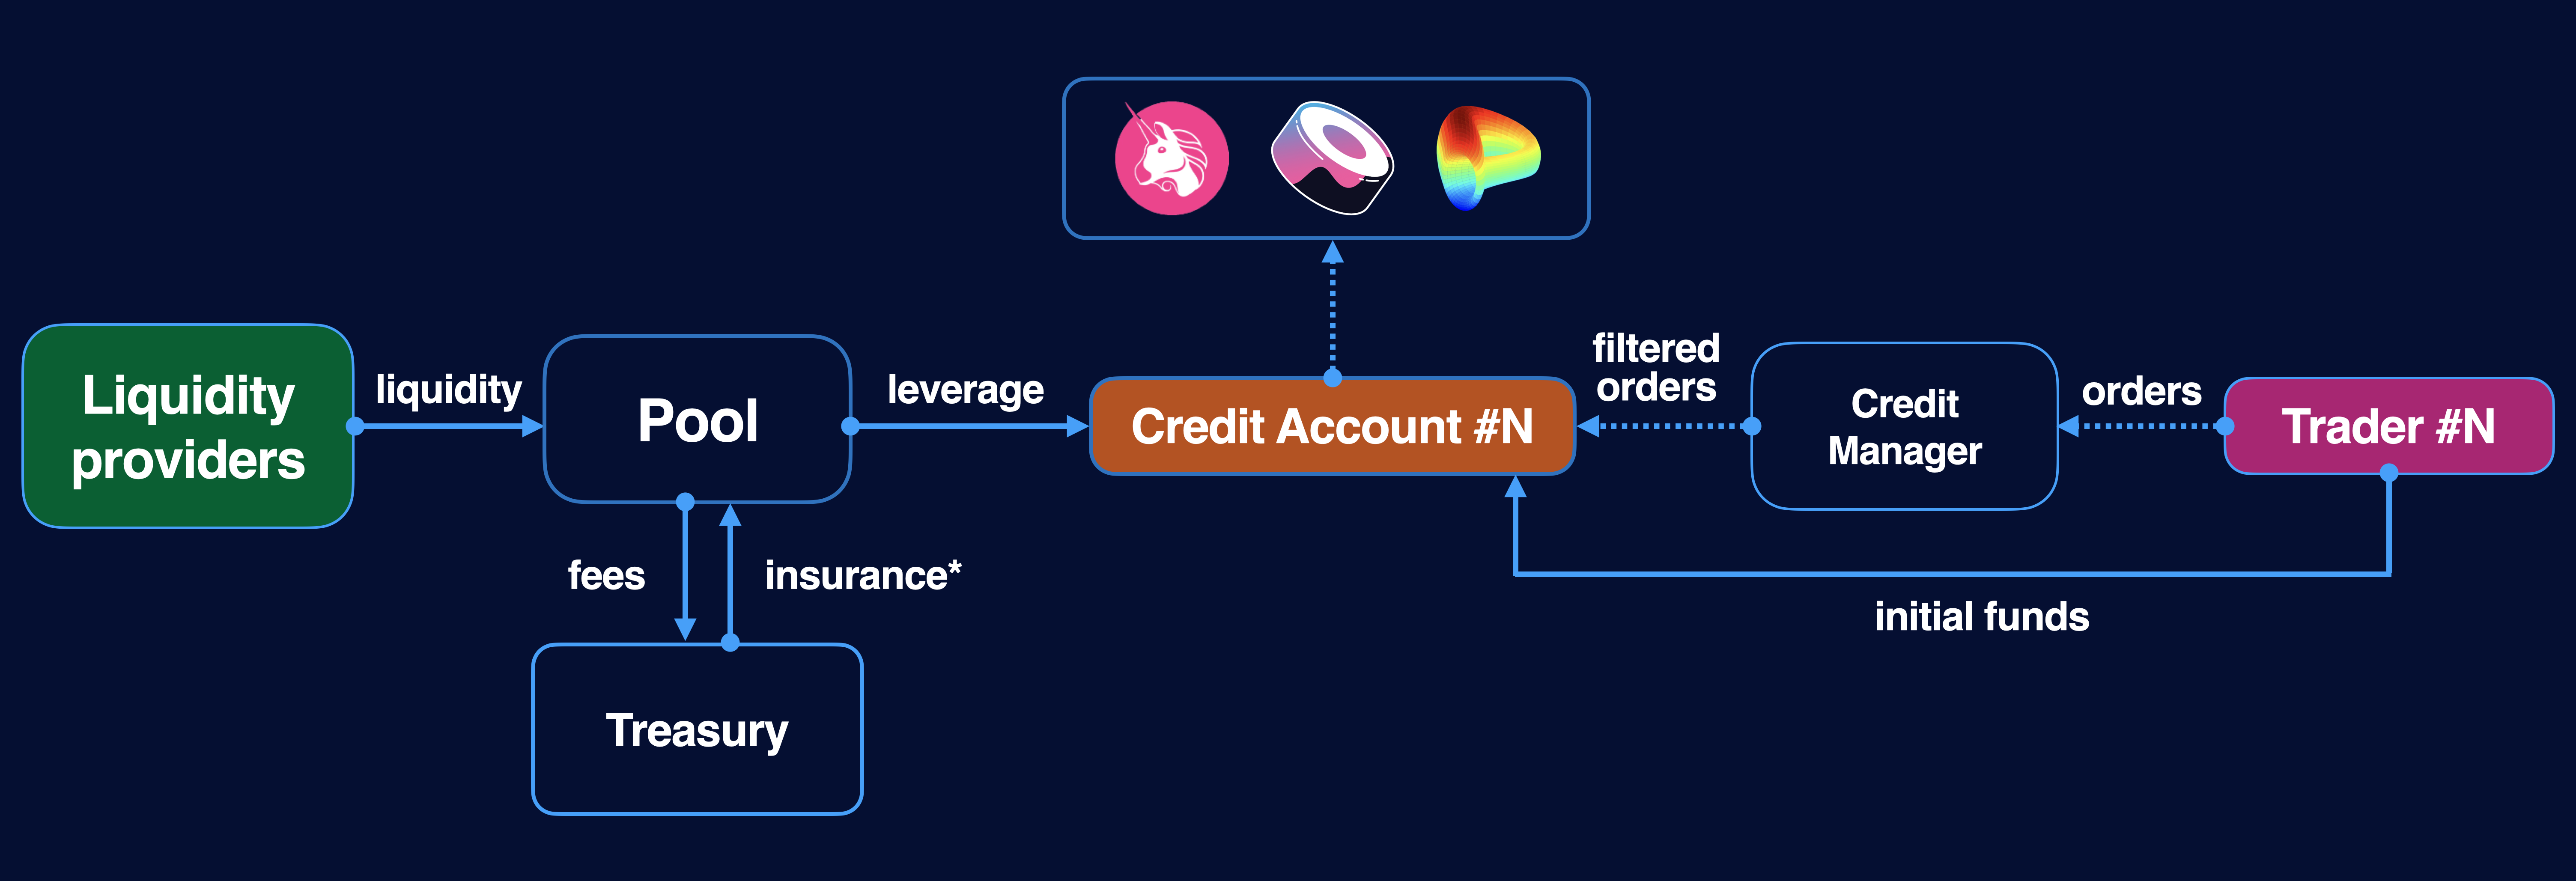 Liquidity
providers
liquidity
Pool
leverage
Credit Account #N
filtered
orders
Credit
Manager
orders
Trader #N
fees
insurance*
initial funds
Treasury